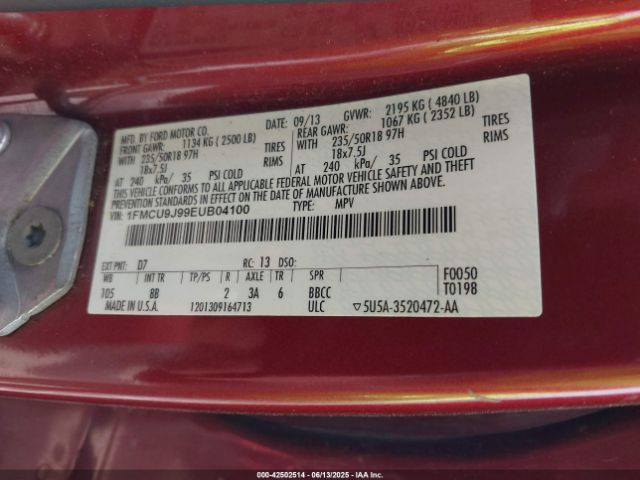 MFD. BY FORD MOTOR CO.
DATE: 09/13 GVWR: 2195 KG ( 4840 LB)
FRONT GAWR: 1134 KG ( 2500 LB) REAR GAWR: 1067 KG ( 2352 LB)
WITH 235/50R18 97H TIRES WITH 235/50R18 97H TIRES
18x7.5J RIMS 18x7.5J RIMS
AT 240 kPa/ 35 PSI COLD AT 240 kPa/ 35 PSI COLD
THIS VEHICLE CONFORMS TO ALL APPLICABLE FEDERAL MOTOR VEHICLE SAFETY AND THEFT
PREVENTION STANDARDS IN EFFECT ON THE DATE OF MANUFACTURE SHOWN ABOVE.
VIN: 1FMCU9J99EUB04100 TYPE: MPV
EXT PNT: D7 RC: 13 DSO:
WB INT TR TP/PS R AXLE TR SPR F0050
105 8B 2 3A 6 BBCC T0198
MADE IN U.S.A. 1201309164713 ULC ▽5U5A-3520472-AA
000-42502514 - 06/13/2025 - IAA Inc.